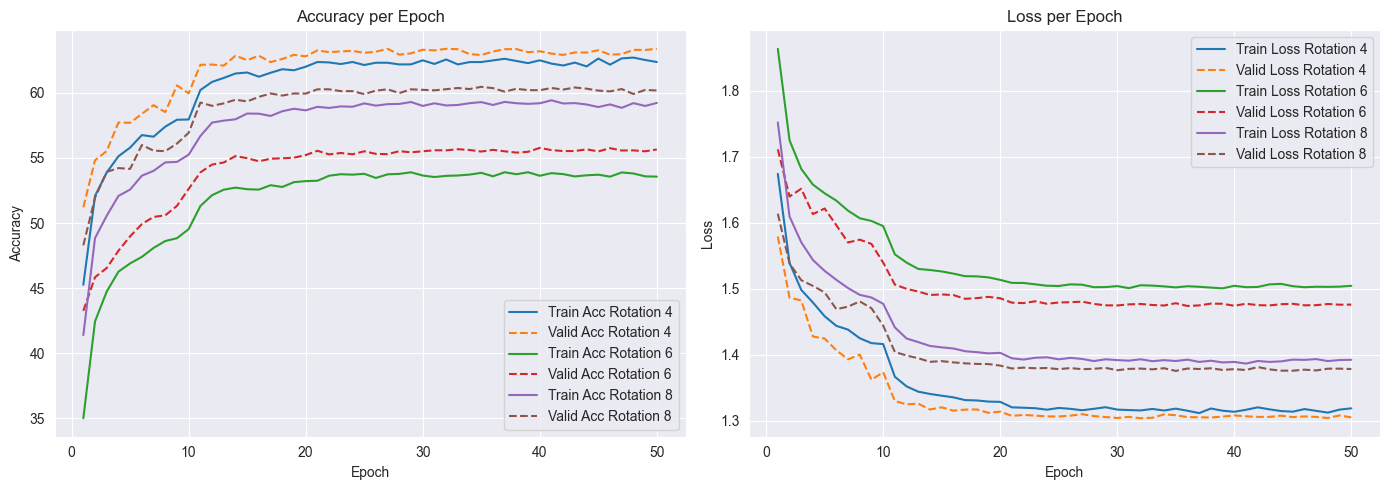 Accuracy per Epoch
60
55
50
45
40
35
Accuracy
0
10
20
30
40
50
Epoch
Train Acc Rotation 4
Valid Acc Rotation 4
Train Acc Rotation 6
Valid Acc Rotation 6
Train Acc Rotation 8
Valid Acc Rotation 8
Loss per Epoch
1.8
1.7
1.6
1.5
1.4
1.3
Loss
0
10
20
30
40
50
Epoch
Train Loss Rotation 4
Valid Loss Rotation 4
Train Loss Rotation 6
Valid Loss Rotation 6
Train Loss Rotation 8
Valid Loss Rotation 8